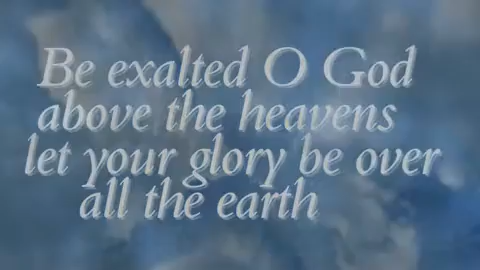 Be exalted O God
above the heavens
let your glory be over
all the earth